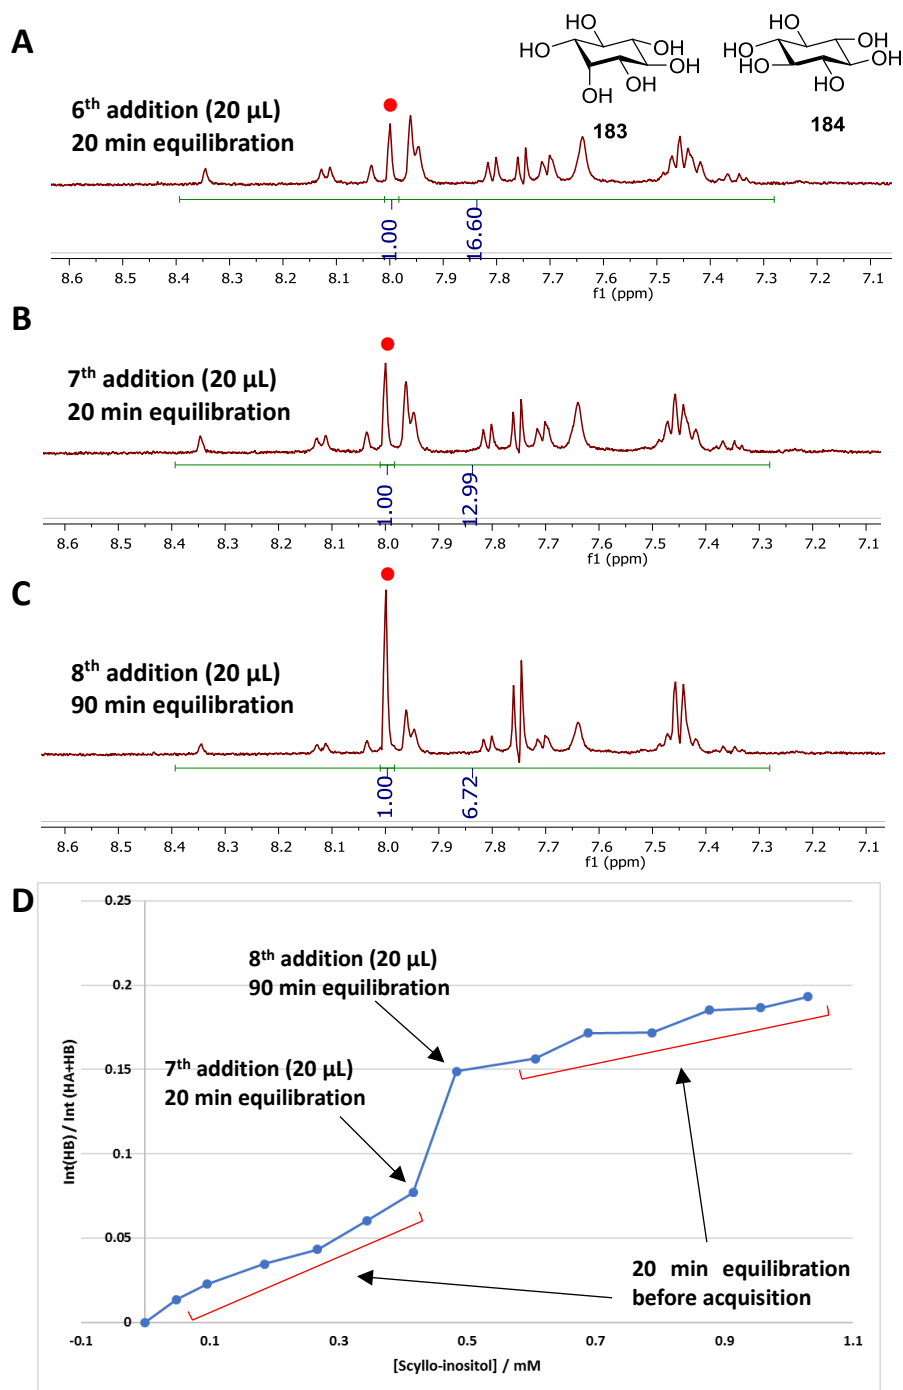 A
6th addition (20 µL)
20 min equilibration
HO
HO
OH
OH
OH
OH
183
HO
HO
HO
OH
OH
HO
184
1.00
16.60
8.6 8.5 8.4 8.3 8.2 8.1 8.0 7.9 7.8 7.7 7.6 7.5 7.4 7.3 7.2 7.1
f1 (ppm)
B
7th addition (20 µL)
20 min equilibration
1.00
12.99
8.6 8.5 8.4 8.3 8.2 8.1 8.0 7.9 7.8 7.7 7.6 7.5 7.4 7.3 7.2 7.1
f1 (ppm)
C
8th addition (20 µL)
90 min equilibration
1.00
6.72
8.6 8.5 8.4 8.3 8.2 8.1 8.0 7.9 7.8 7.7 7.6 7.5 7.4 7.3 7.2 7.1
f1 (ppm)
D
0.25
0.2
0.15
0.1
0.05
0
Int(HB) / Int (HA+HB)
8th addition (20 µL)
90 min equilibration
7th addition (20 µL)
20 min equilibration
20 min equilibration
before acquisition
-0.1 0.1 0.3 0.5 0.7 0.9 1.1
[Scyllo-inositol] / mM